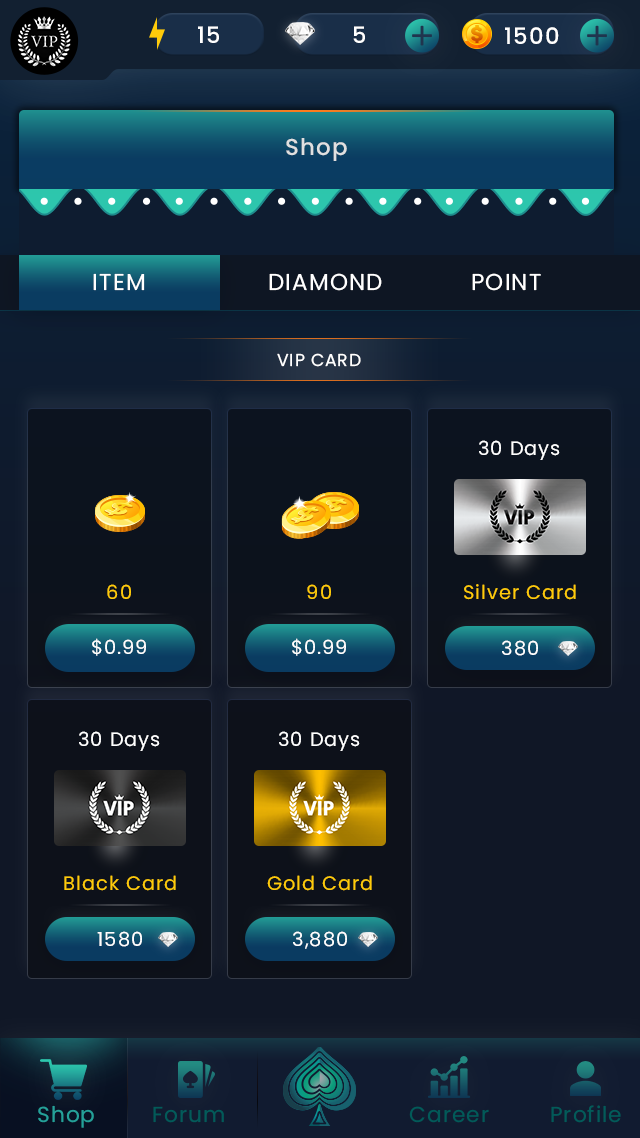 VIP
15
5
1500
Shop
ITEM
DIAMOND
POINT
VIP CARD
60
$0.99
90
$0.99
30 Days
VIP
Silver Card
380
30 Days
VIP
Black Card
1580
30 Days
VIP
Gold Card
3,880
Shop
Forum
Career
Profile